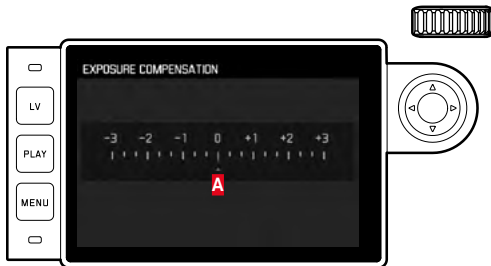 EXPOSURE COMPENSATION
LV
-3 -2 -1 0 +1 +2 +3
PLAY
A
MENU